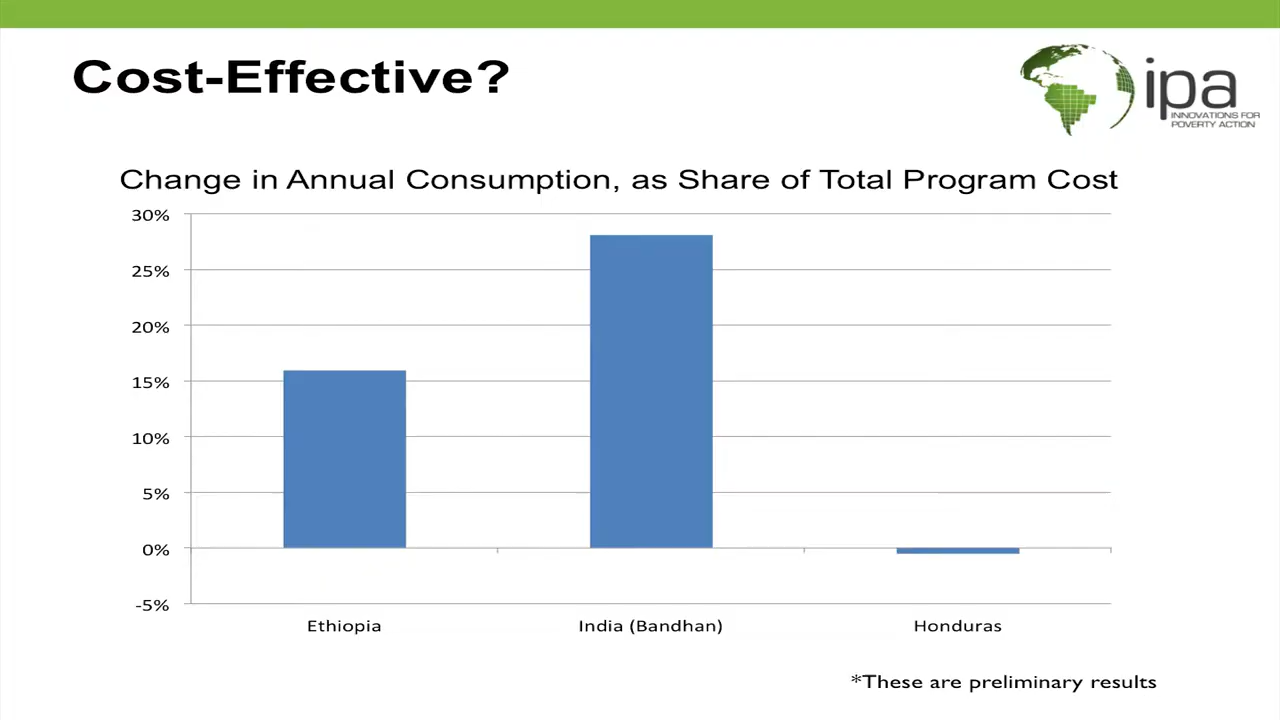 Cost-Effective?
ipa
INNOVATIONS FOR
POVERTY ACTION
Change in Annual Consumption, as Share of Total Program Cost
30%
25%
20%
15%
10%
5%
0%
-5%
Ethiopia
India (Bandhan)
Honduras
*These are preliminary results